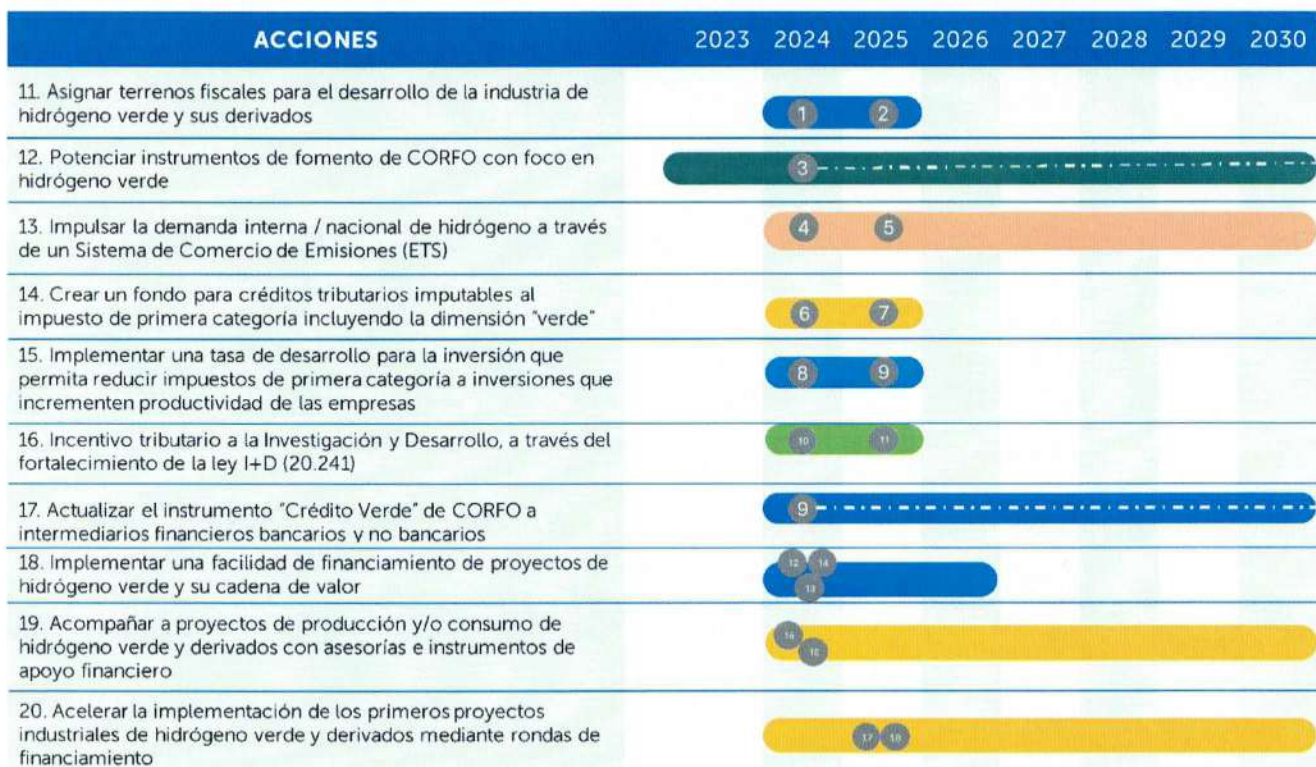 ACCIONES 2023 2024 2025 2026 2027 2028 2029 2030
11. Asignar terrenos fiscales para el desarrollo de la industria de
hidrógeno verde y sus derivados
1 2
12. Potenciar instrumentos de fomento de CORFO con foco en
hidrógeno verde
3
13. Impulsar la demanda interna / nacional de hidrógeno a través
de un Sistema de Comercio de Emisiones (ETS)
4 5
14. Crear un fondo para créditos tributarios imputables al
impuesto de primera categoría incluyendo la dimensión "verde"
6 7
15. Implementar una tasa de desarrollo para la inversión que
permita reducir impuestos de primera categoría a inversiones que
incrementen productividad de las empresas
8 9
16. Incentivo tributario a la Investigación y Desarrollo, a través del
fortalecimiento de la ley I+D (20.241)
10 11
17. Actualizar el instrumento "Crédito Verde" de CORFO a
intermediarios financieros bancarios y no bancarios
9
18. Implementar una facilidad de financiamiento de proyectos de
hidrógeno verde y su cadena de valor
12 14
13
19. Acompañar a proyectos de producción y/o consumo de
hidrógeno verde y derivados con asesorías e instrumentos de
apoyo financiero
16
15
20. Acelerar la implementación de los primeros proyectos
industriales de hidrógeno verde y derivados mediante rondas de
financiamiento
17 18